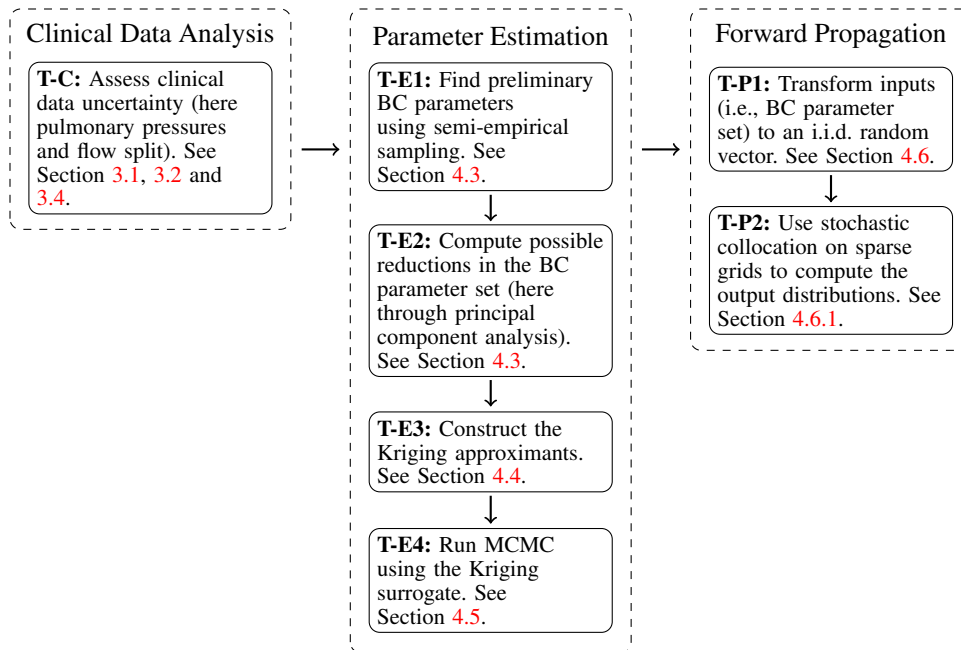 Clinical Data Analysis
T-C: Assess clinical
data uncertainty (here
pulmonary pressures
and flow split). See
Section 3.1, 3.2 and
3.4.
Parameter Estimation
T-E1: Find preliminary
BC parameters
using semi-empirical
sampling. See
Section 4.3.
T-E2: Compute possible
reductions in the BC
parameter set (here
through principal
component analysis).
See Section 4.3.
T-E3: Construct the
Kriging approximants.
See Section 4.4.
T-E4: Run MCMC
using the Kriging
surrogate. See
Section 4.5.
Forward Propagation
T-P1: Transform inputs
(i.e., BC parameter
set) to an i.i.d. random
vector. See Section 4.6.
T-P2: Use stochastic
collocation on sparse
grids to compute the
output distributions. See
Section 4.6.1.